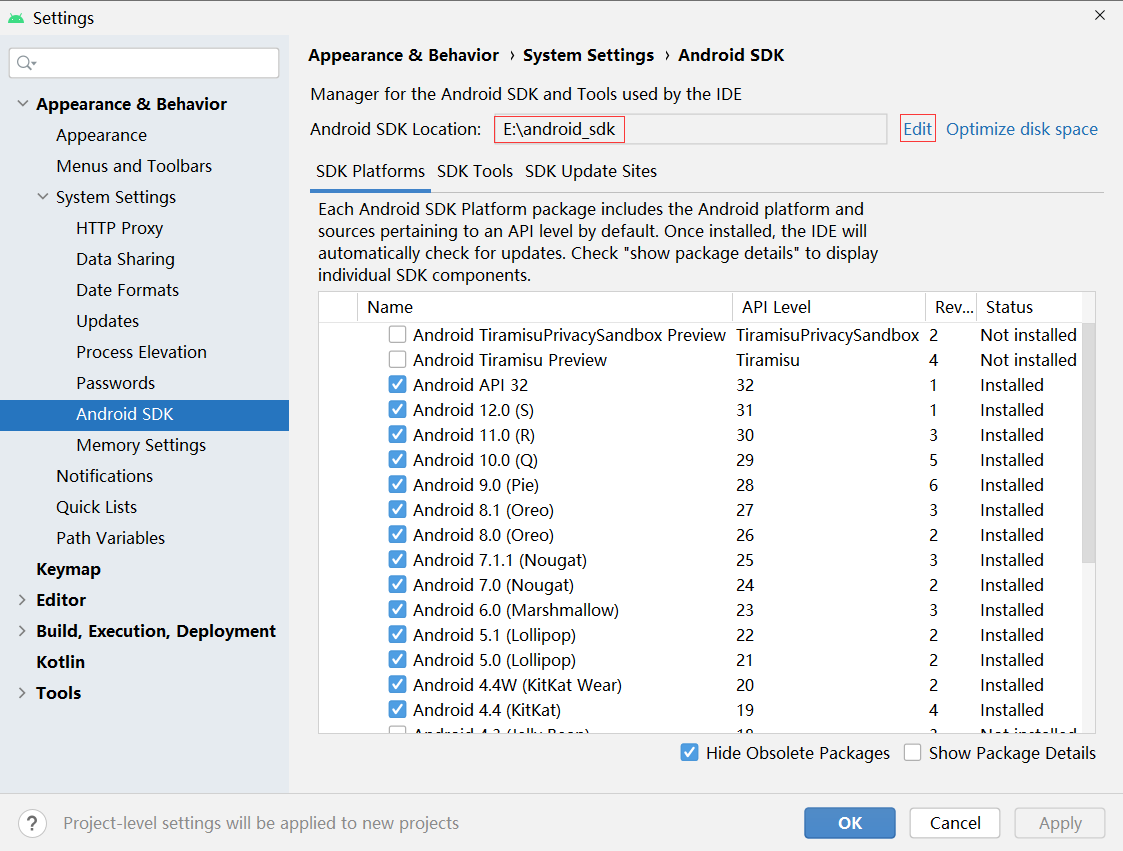 Settings
Appearance & Behavior
Appearance
Menus and Toolbars
System Settings
HTTP Proxy
Data Sharing
Date Formats
Updates
Process Elevation
Passwords
Android SDK
Memory Settings
Notifications
Quick Lists
Path Variables
Keymap
Editor
Build, Execution, Deployment
Kotlin
Tools
Appearance & Behavior › System Settings › Android SDK
Manager for the Android SDK and Tools used by the IDE
Android SDK Location: E:\android_sdk Edit Optimize disk space
SDK Platforms SDK Tools SDK Update Sites
Each Android SDK Platform package includes the Android platform and
sources pertaining to an API level by default. Once installed, the IDE will
automatically check for updates. Check "show package details" to display
individual SDK components.
Name API Level Rev... Status
Android TiramisuPrivacySandbox Preview TiramisuPrivacySandbox 2 Not installed
Android Tiramisu Preview Tiramisu 4 Not installed
Android API 32 32 1 Installed
Android 12.0 (S) 31 1 Installed
Android 11.0 (R) 30 3 Installed
Android 10.0 (Q) 29 5 Installed
Android 9.0 (Pie) 28 6 Installed
Android 8.1 (Oreo) 27 3 Installed
Android 8.0 (Oreo) 26 2 Installed
Android 7.1.1 (Nougat) 25 3 Installed
Android 7.0 (Nougat) 24 2 Installed
Android 6.0 (Marshmallow) 23 3 Installed
Android 5.1 (Lollipop) 22 2 Installed
Android 5.0 (Lollipop) 21 2 Installed
Android 4.4W (KitKat Wear) 20 2 Installed
Android 4.4 (KitKat) 19 4 Installed
Hide Obsolete Packages Show Package Details
? Project-level settings will be applied to new projects
OK Cancel Apply